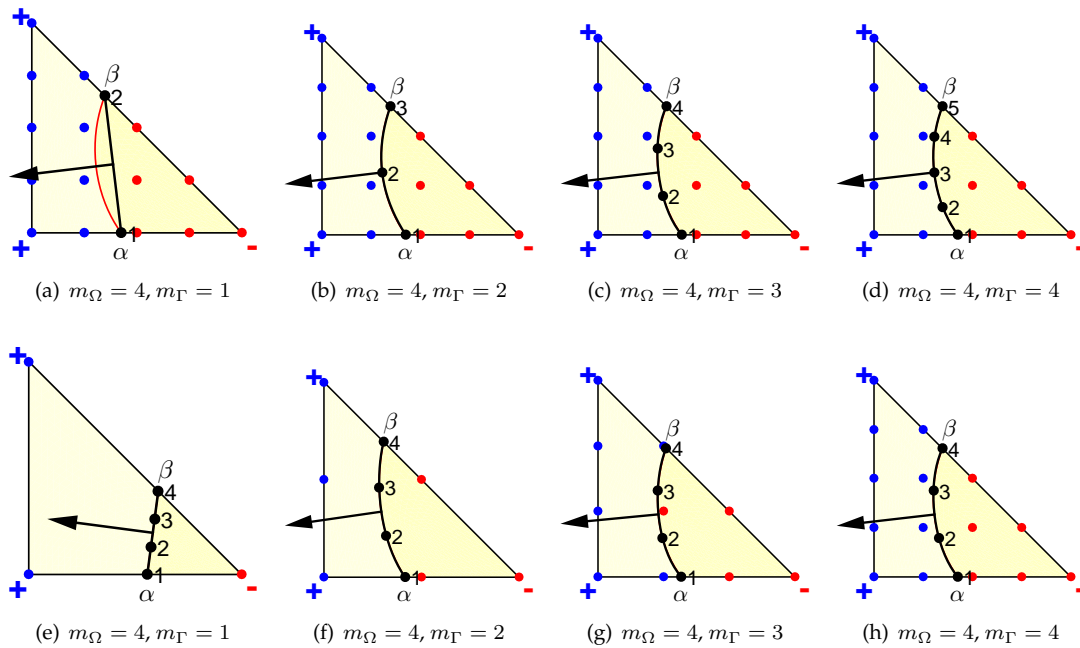 + + + +
β β β β
2 3 4 5
4
3
2 3
2 2
1 1 1 1
+ - + - + - + -
α α α α
(a) m_Ω = 4, m_Γ = 1 (b) m_Ω = 4, m_Γ = 2 (c) m_Ω = 4, m_Γ = 3 (d) m_Ω = 4, m_Γ = 4
+ + + +
β β β β
4 4 4 4
3 3 3 3
2 2 2 2
1 1 1 1
+ - + - + - + -
α α α α
(e) m_Ω = 4, m_Γ = 1 (f) m_Ω = 4, m_Γ = 2 (g) m_Ω = 4, m_Γ = 3 (h) m_Ω = 4, m_Γ = 4